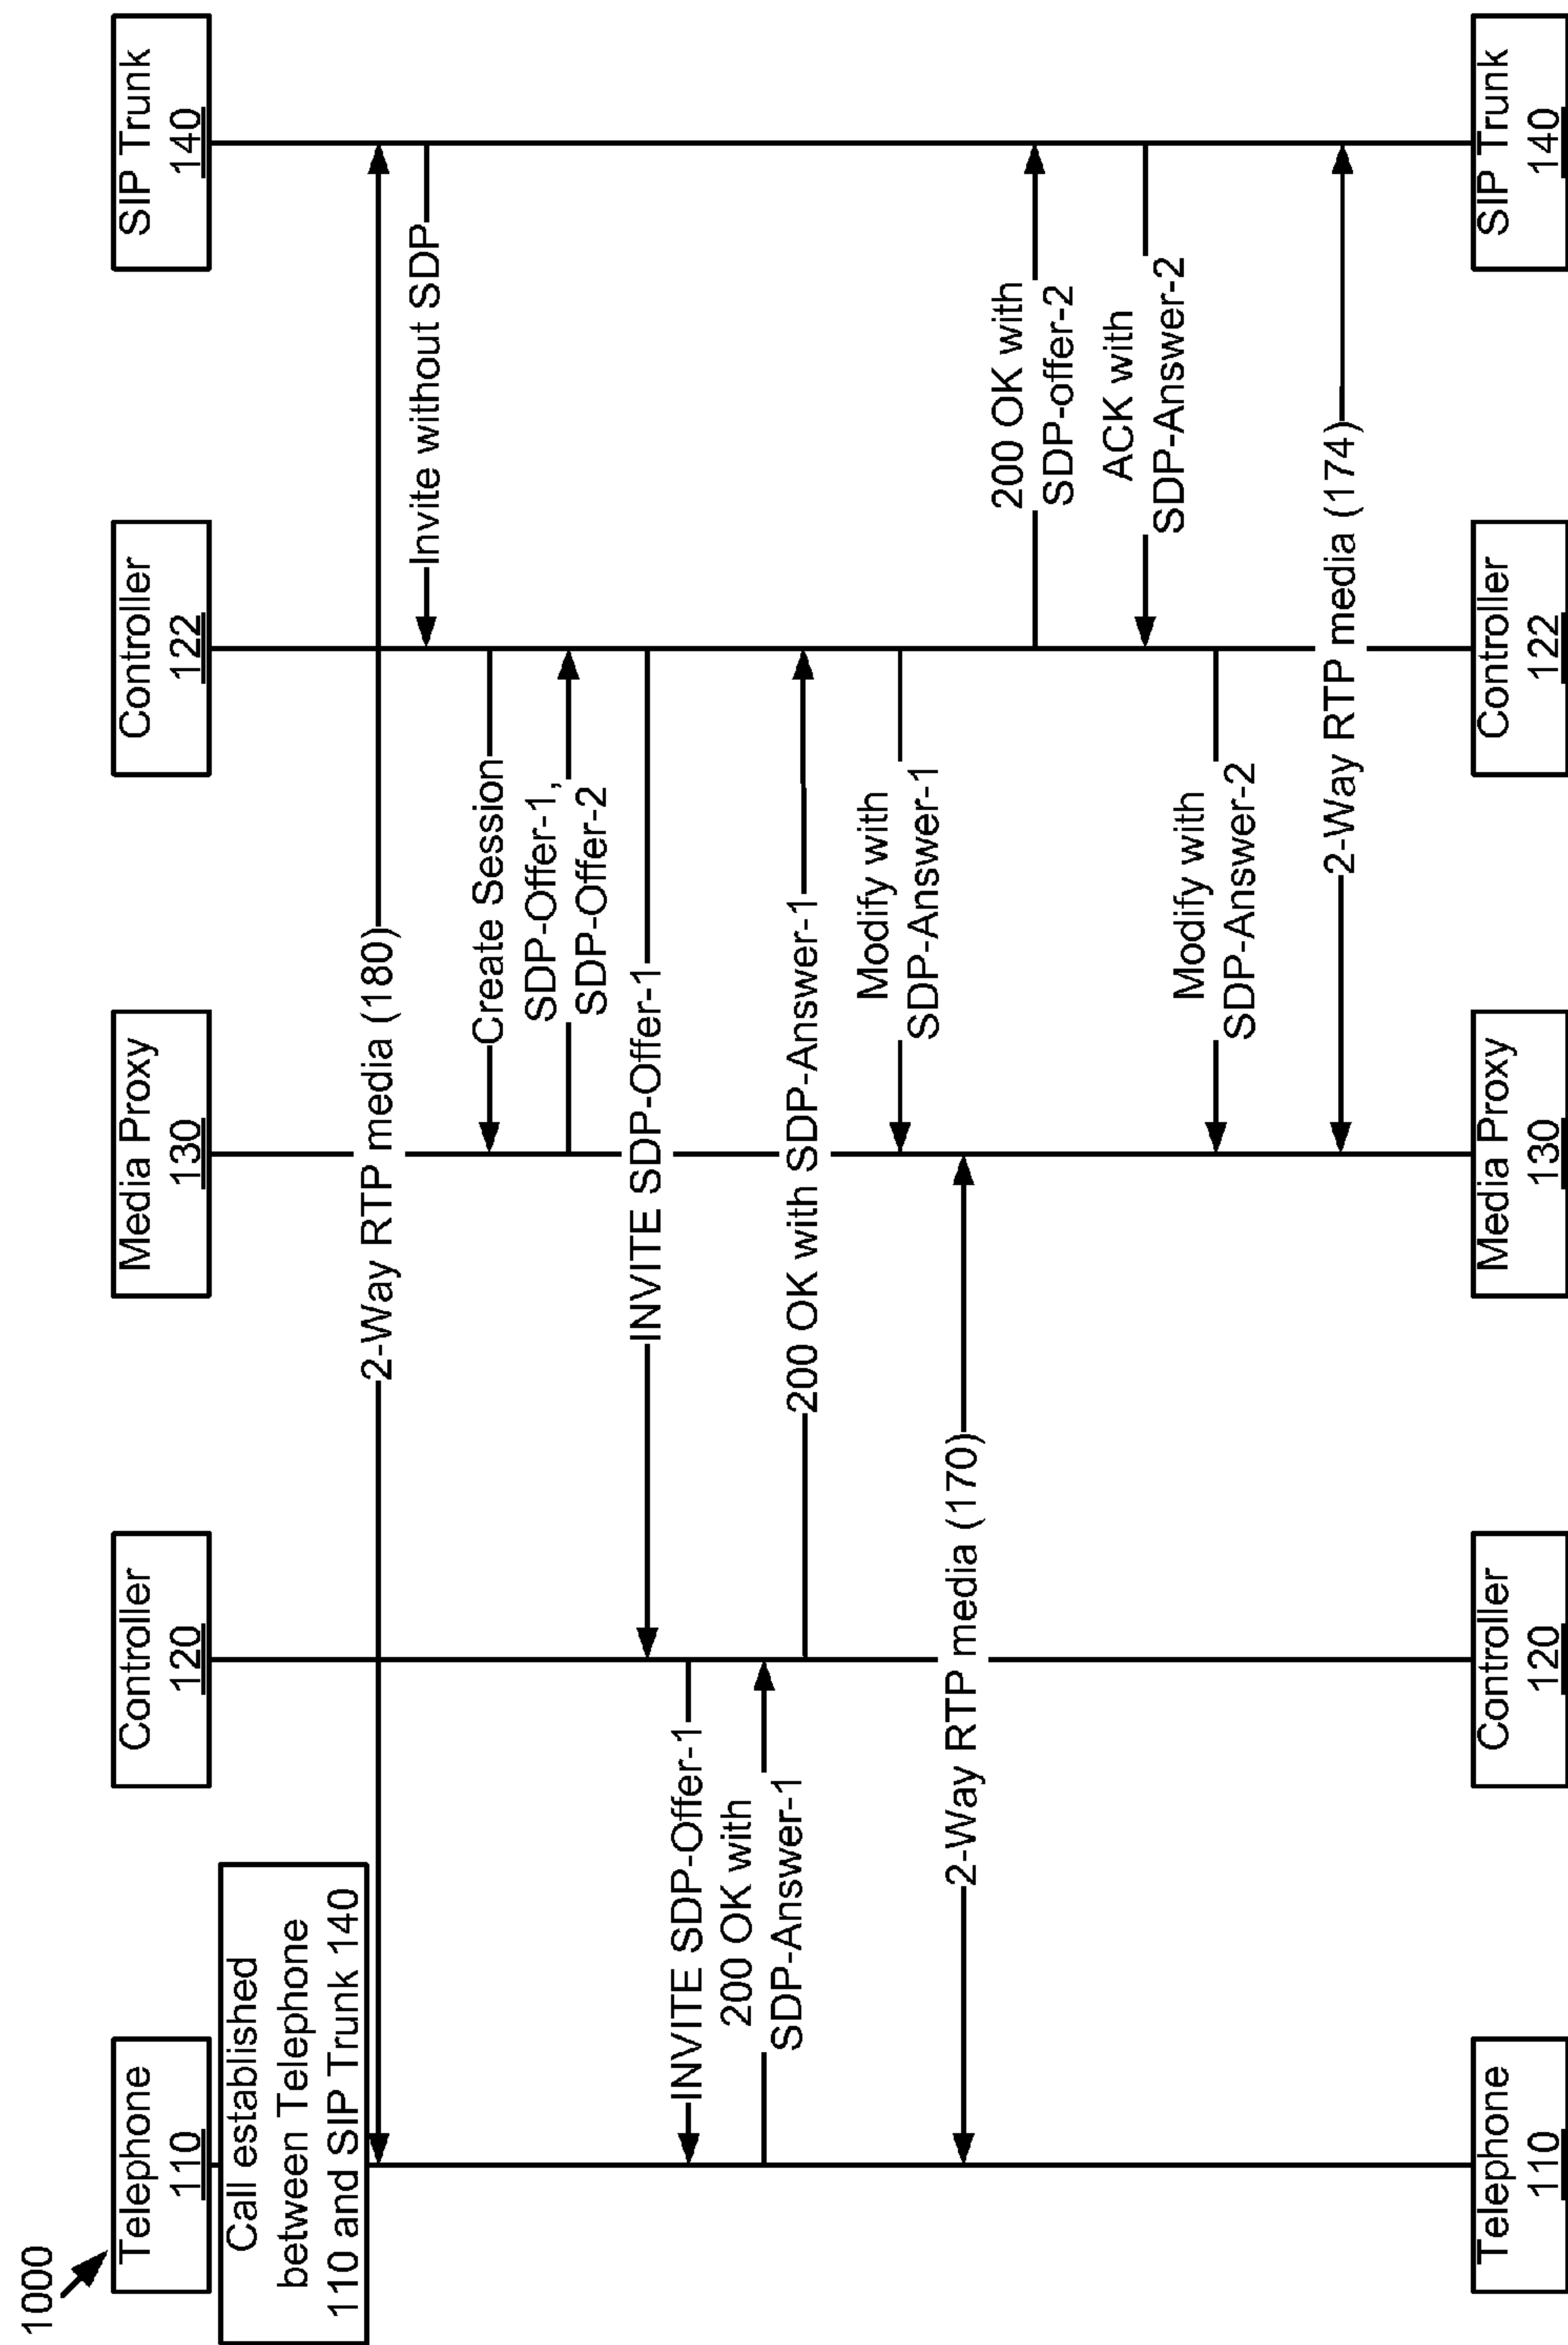 1000
Telephone
110
Controller
120
Media Proxy
130
Controller
122
SIP Trunk
140
Call established
between Telephone
110 and SIP Trunk 140
2-Way RTP media (180)
Invite without SDP
Create Session
SDP-Offer-1,
SDP-Offer-2
INVITE SDP-Offer-1
INVITE SDP-Offer-1
200 OK with
SDP-Answer-1
200 OK with SDP-Answer-1
Modify with
SDP-Answer-1
2-Way RTP media (170)
200 OK with
SDP-offer-2
ACK with
SDP-Answer-2
Modify with
SDP-Answer-2
2-Way RTP media (174)
Telephone
110
Controller
120
Media Proxy
130
Controller
122
SIP Trunk
140